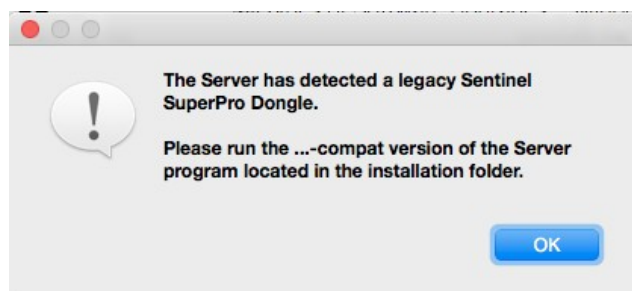 The Server has detected a legacy Sentinel
SuperPro Dongle.
Please run the ...-compat version of the Server
program located in the installation folder.
OK